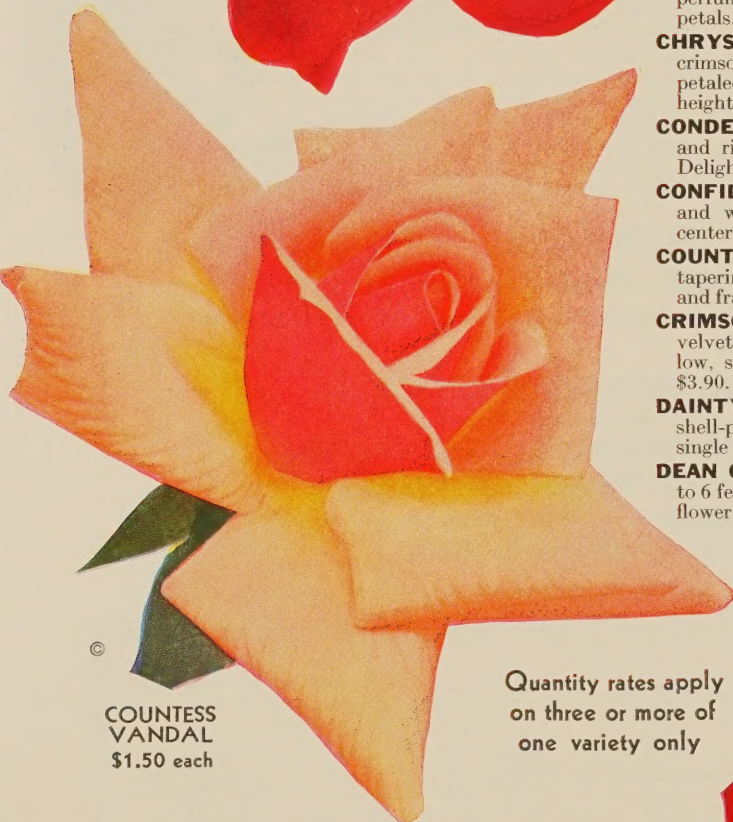 petals.
CHRYS
crimso
petale
height
CONDE
and ri
Deligh
CONFID
and w
center
COUNT
taperin
and fra
CRIMSO
velvet
low, s
$3.90.
DAINTY
shell-p
single
DEAN
to 6 fe
flower
©
COUNTESS
VANDAL
$1.50 each
Quantity rates apply
on three or more of
one variety only